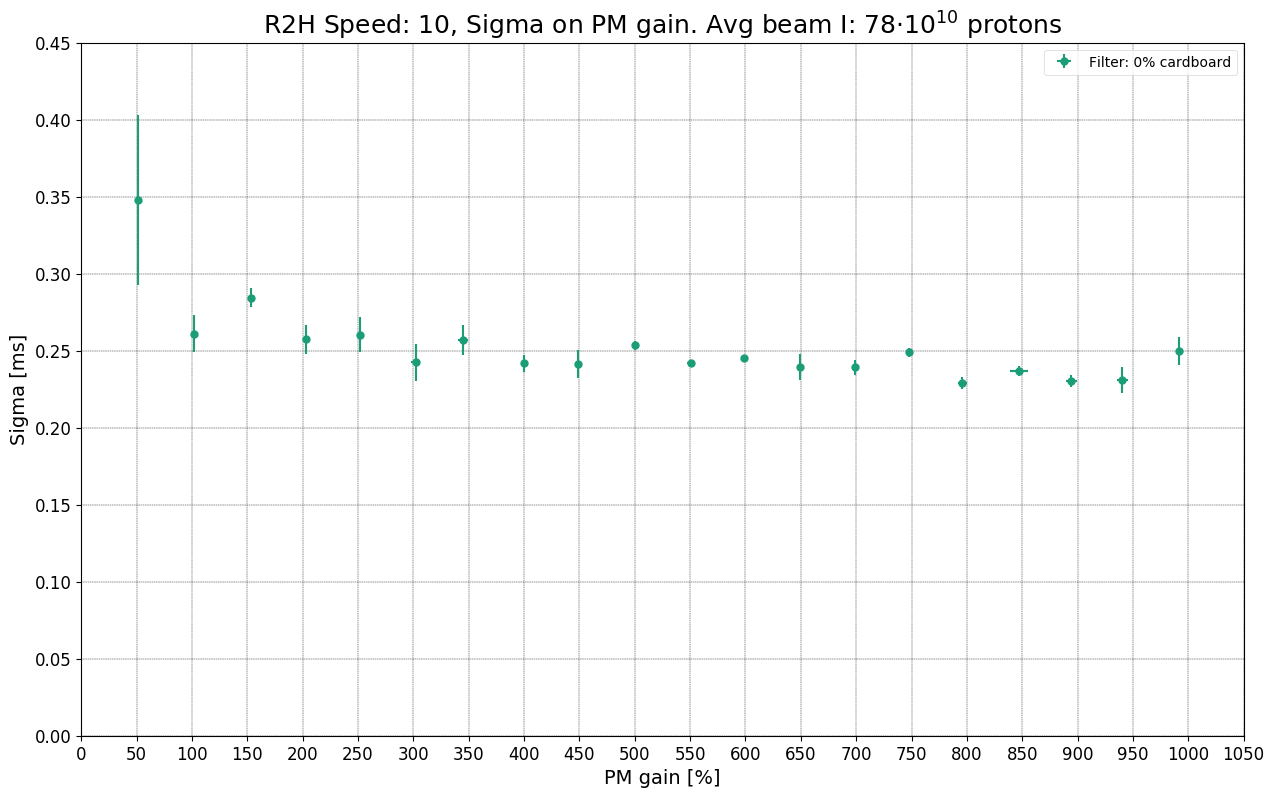 R2H Speed: 10, Sigma on PM gain. Avg beam I: 78·10¹⁰ protons
Filter: 0% cardboard
0.45
0.40
0.35
0.30
0.25
0.20
0.15
0.10
0.05
0.00
Sigma [ms]
0 50 100 150 200 250 300 350 400 450 500 550 600 650 700 750 800 850 900 950 1000 1050
PM gain [%]